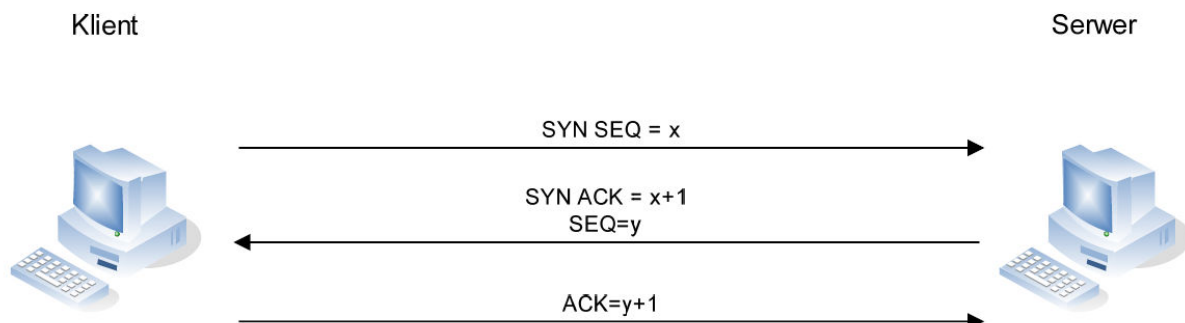 Klient
Serwer
SYN SEQ = x
SYN ACK = x+1
SEQ=y
ACK=y+1